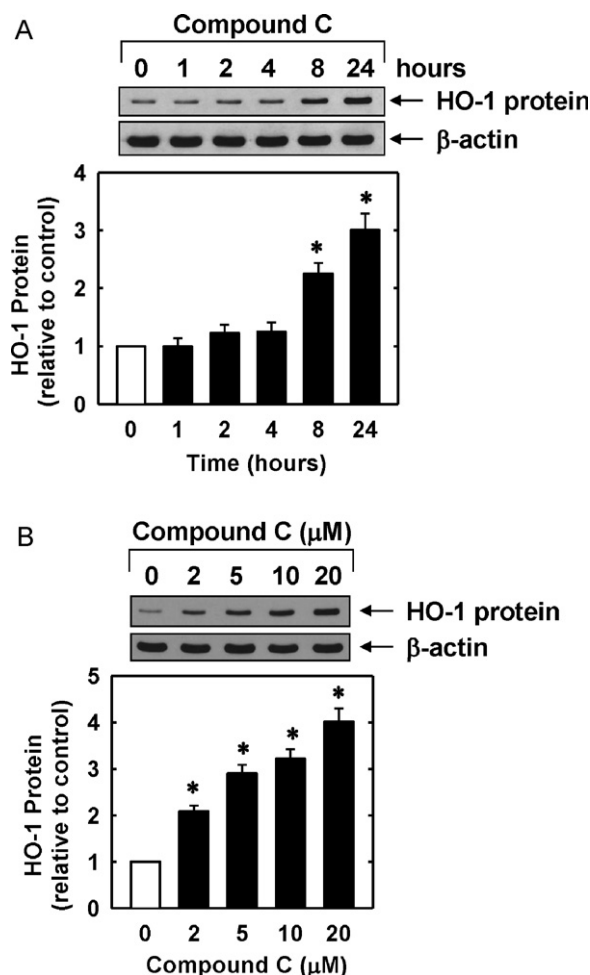 A
Compound C
0 1 2 4 8 24 hours
HO-1 protein
β-actin
HO-1 Protein
(relative to control)
4
3
2
1
0
*
*
0 1 2 4 8 24
Time (hours)
B
Compound C (μM)
0 2 5 10 20
HO-1 protein
β-actin
HO-1 Protein
(relative to control)
5
4
3
2
1
0
*
*
*
*
0 2 5 10 20
Compound C (μM)